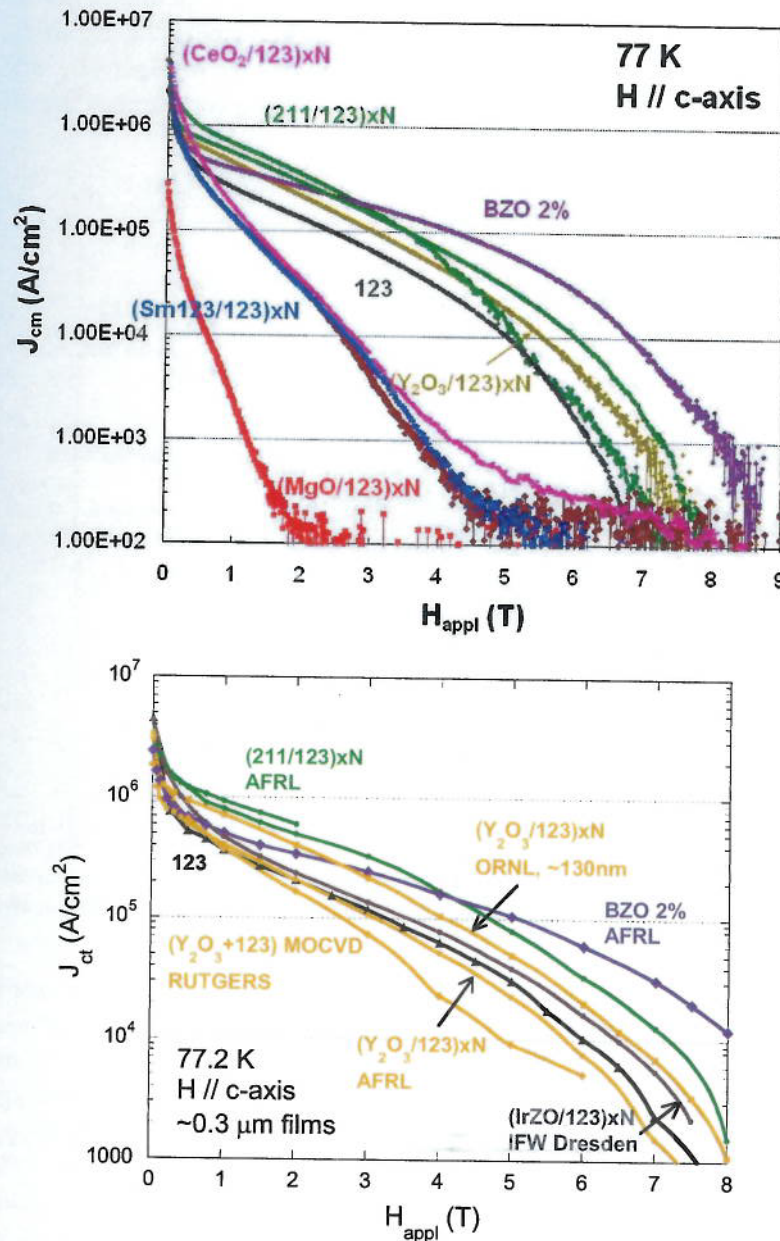 1.00E+07
(CeO₂/123)xN
77 K
H // c-axis
(211/123)xN
1.00E+06
BZO 2%
1.00E+05
123
(Sm123/123)xN
1.00E+04
(Y₂O₃/123)xN
1.00E+03
(MgO/123)xN
1.00E+02
0 1 2 3 4 5 6 7 8 9
J_cm (A/cm²)
H_appl (T)
10⁷
(211/123)xN
AFRL
10⁶
(Y₂O₃/123)xN
ORNL, ~130nm
123
BZO 2%
AFRL
10⁵
(Y₂O₃+123) MOCVD
RUTGERS
10⁴
(Y₂O₃/123)xN
AFRL
77.2 K
H // c-axis
~0.3 μm films
(IrZO/123)xN
IFW Dresden
1000
0 1 2 3 4 5 6 7 8
J_ct (A/cm²)
H_appl (T)